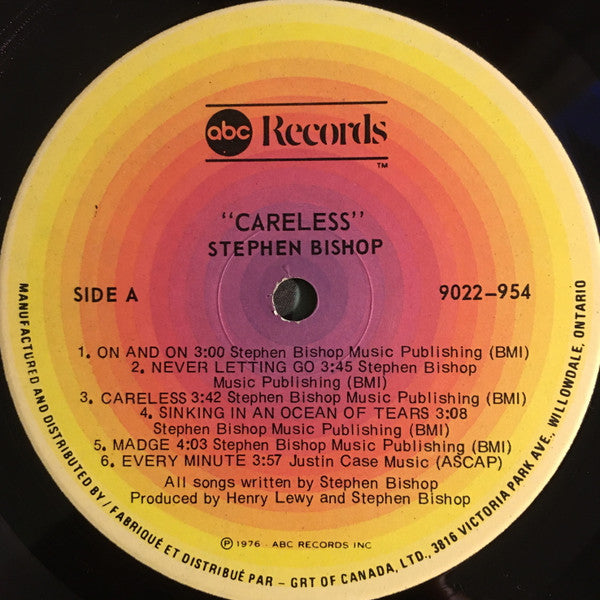 abc Records
TM
"CARELESS"
STEPHEN BISHOP
SIDE A
9022-954
1. ON AND ON 3:00 Stephen Bishop Music Publishing (BMI)
2. NEVER LETTING GO 3:45 Stephen Bishop
Music Publishing (BMI)
3. CARELESS 3:42 Stephen Bishop Music Publishing (BMI)
4. SINKING IN AN OCEAN OF TEARS 3:08
Stephen Bishop Music Publishing (BMI)
5. MADGE 4:03 Stephen Bishop Music Publishing (BMI)
6. EVERY MINUTE 3:57 Justin Case Music (ASCAP)
All songs written by Stephen Bishop
Produced by Henry Lewy and Stephen Bishop
Ⓟ 1976 · ABC RECORDS INC
MANUFACTURED AND DISTRIBUTED BY / FABRIQUÉ ET DISTRIBUÉ PAR - GRT OF CANADA, LTD., 3816 VICTORIA PARK AVE., WILLOWDALE, ONTARIO